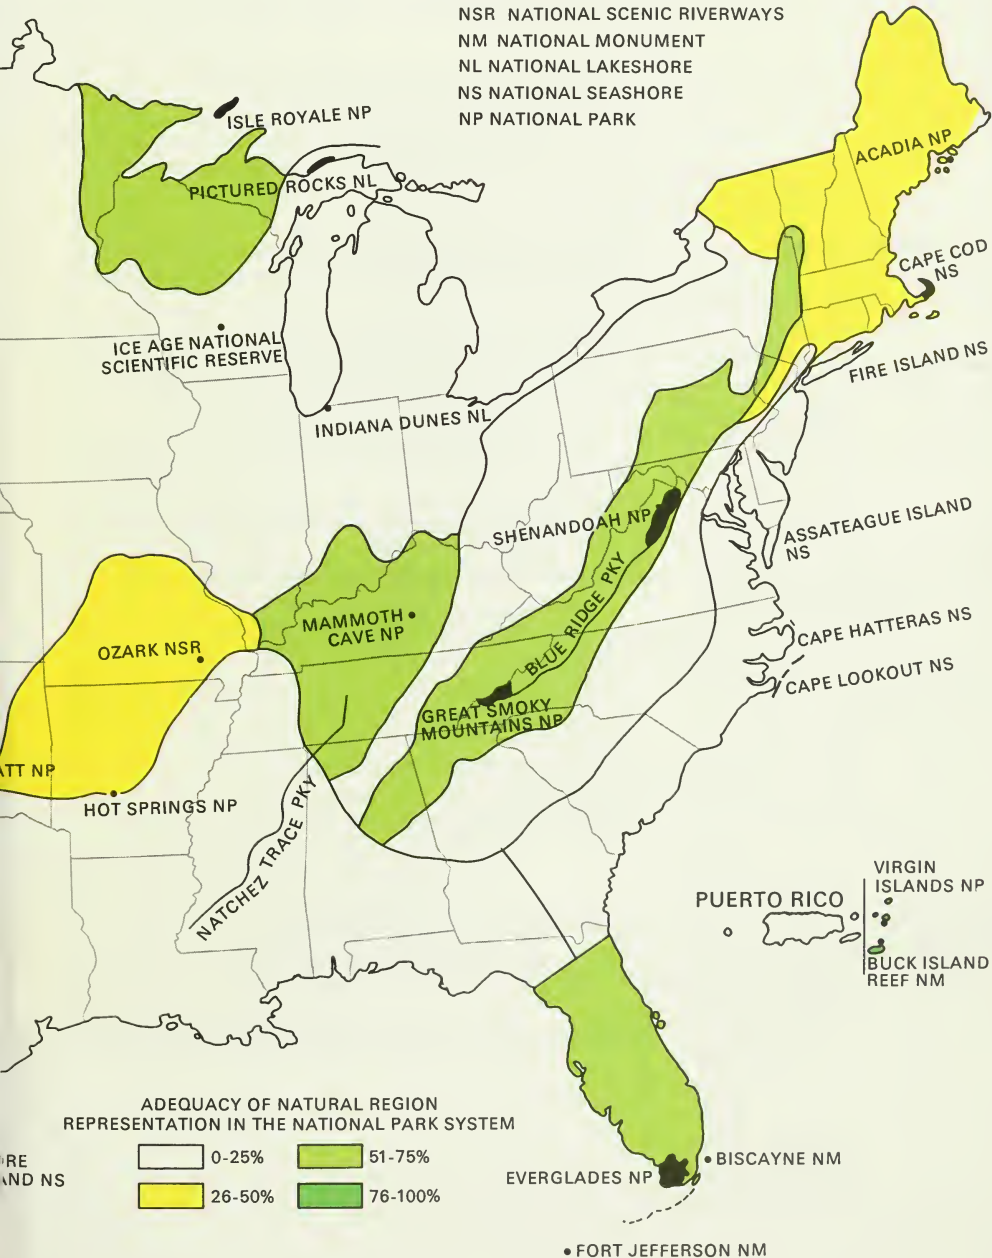 NSR NATIONAL SCENIC RIVERWAYS
NM NATIONAL MONUMENT
NL NATIONAL LAKESHORE
NS NATIONAL SEASHORE
NP NATIONAL PARK
ISLE ROYALE NP
ACADIA NP
PICTURED ROCKS NL
CAPE COD
NS
ICE AGE NATIONAL
SCIENTIFIC RESERVE
FIRE ISLAND NS
INDIANA DUNES NL
SHENANDOAH NP
ASSATEAGUE ISLAND
NS
BLUE RIDGE PKY
MAMMOTH
CAVE NP
CAPE HATTERAS NS
OZARK NSR
CAPE LOOKOUT NS
GREAT SMOKY
MOUNTAINS NP
ATT NP
HOT SPRINGS NP
NATCHEZ TRACE PKY
VIRGIN
ISLANDS NP
PUERTO RICO
BUCK ISLAND
REEF NM
ADEQUACY OF NATURAL REGION
REPRESENTATION IN THE NATIONAL PARK SYSTEM
0-25%
51-75%
26-50%
76-100%
RE
AND NS
EVERGLADES NP
BISCAYNE NM
FORT JEFFERSON NM